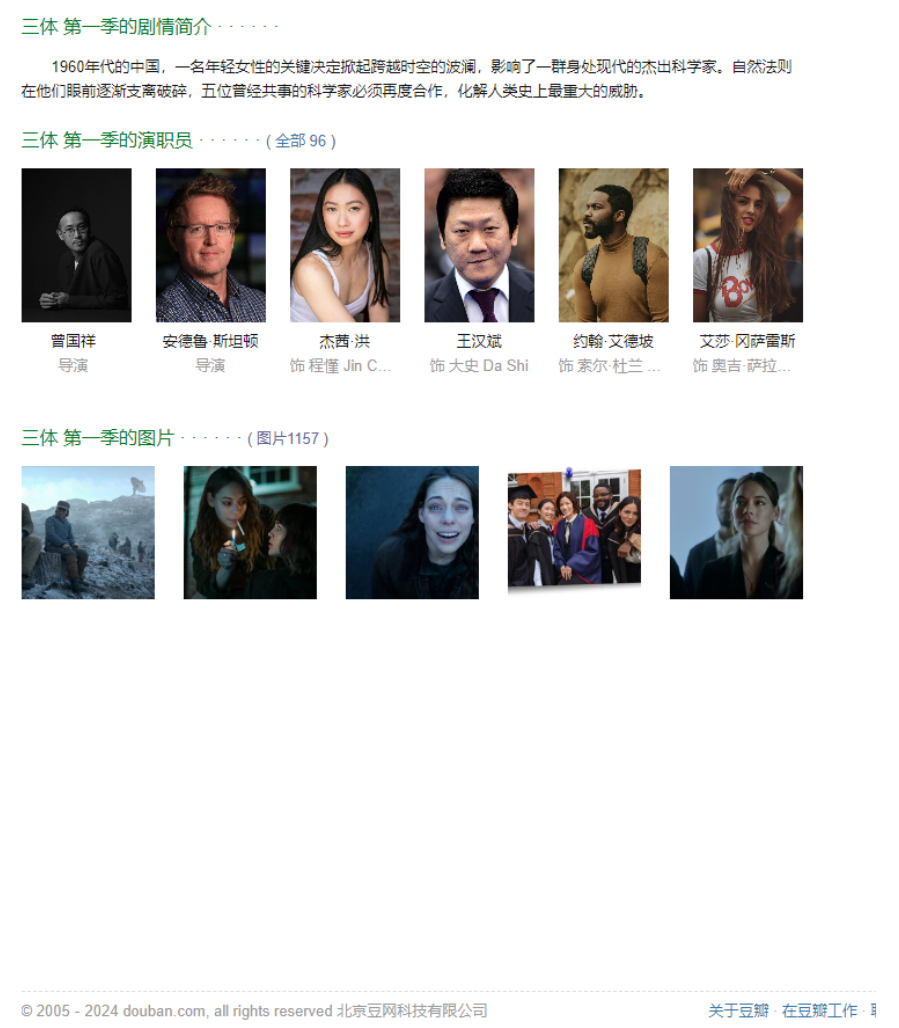 三体 第一季的剧情简介 · · · · · ·
1960年代的中国，一名年轻女性的关键决定掀起跨越时空的波澜，影响了一群身处现代的杰出科学家。自然法则
在他们眼前逐渐支离破碎，五位曾经共事的科学家必须再度合作，化解人类史上最重大的威胁。
三体 第一季的演职员 · · · · · · ( 全部 96 )
曾国祥 安德鲁·斯坦顿 杰茜·洪 王汉斌 约翰·艾德坡 艾莎·冈萨雷斯
导演 导演 饰 程懂 Jin C... 饰 大史 Da Shi 饰 索尔·杜兰 ... 饰 奥吉·萨拉...
三体 第一季的图片 · · · · · · ( 图片1157 )
© 2005 - 2024 douban.com, all rights reserved 北京豆网科技有限公司 关于豆瓣 · 在豆瓣工作 ·